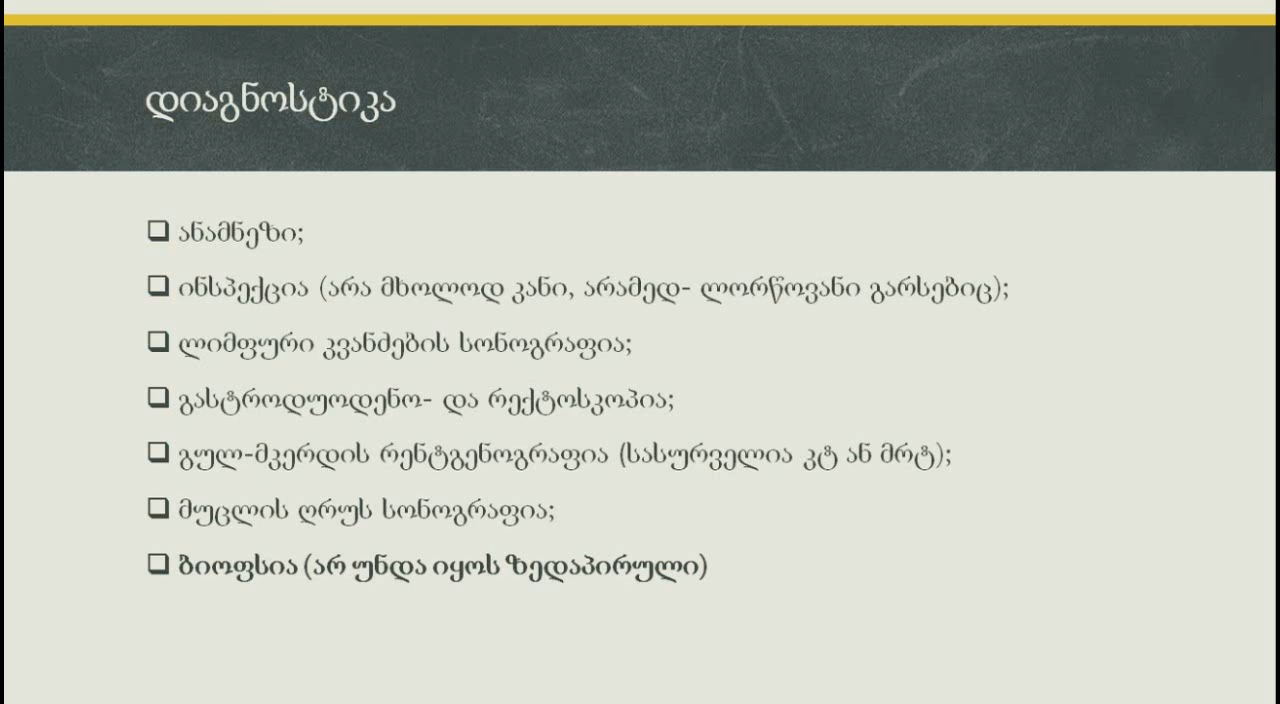 დიაგნოსტიკა
❑ ანამნეზი;
❑ ინსპექცია (არა მხოლოდ კანი, არამედ- ლორწოვანი გარსებიც);
❑ ლიმფური კვანძების სონოგრაფია;
❑ გასტროდუოდენო- და რექტოსკოპია;
❑ გულ-მკერდის რენტგენოგრაფია (სასურველია კტ ან მრტ);
❑ მუცლის ღრუს სონოგრაფია;
❑ ბიოფსია (არ უნდა იყოს ზედაპირული)